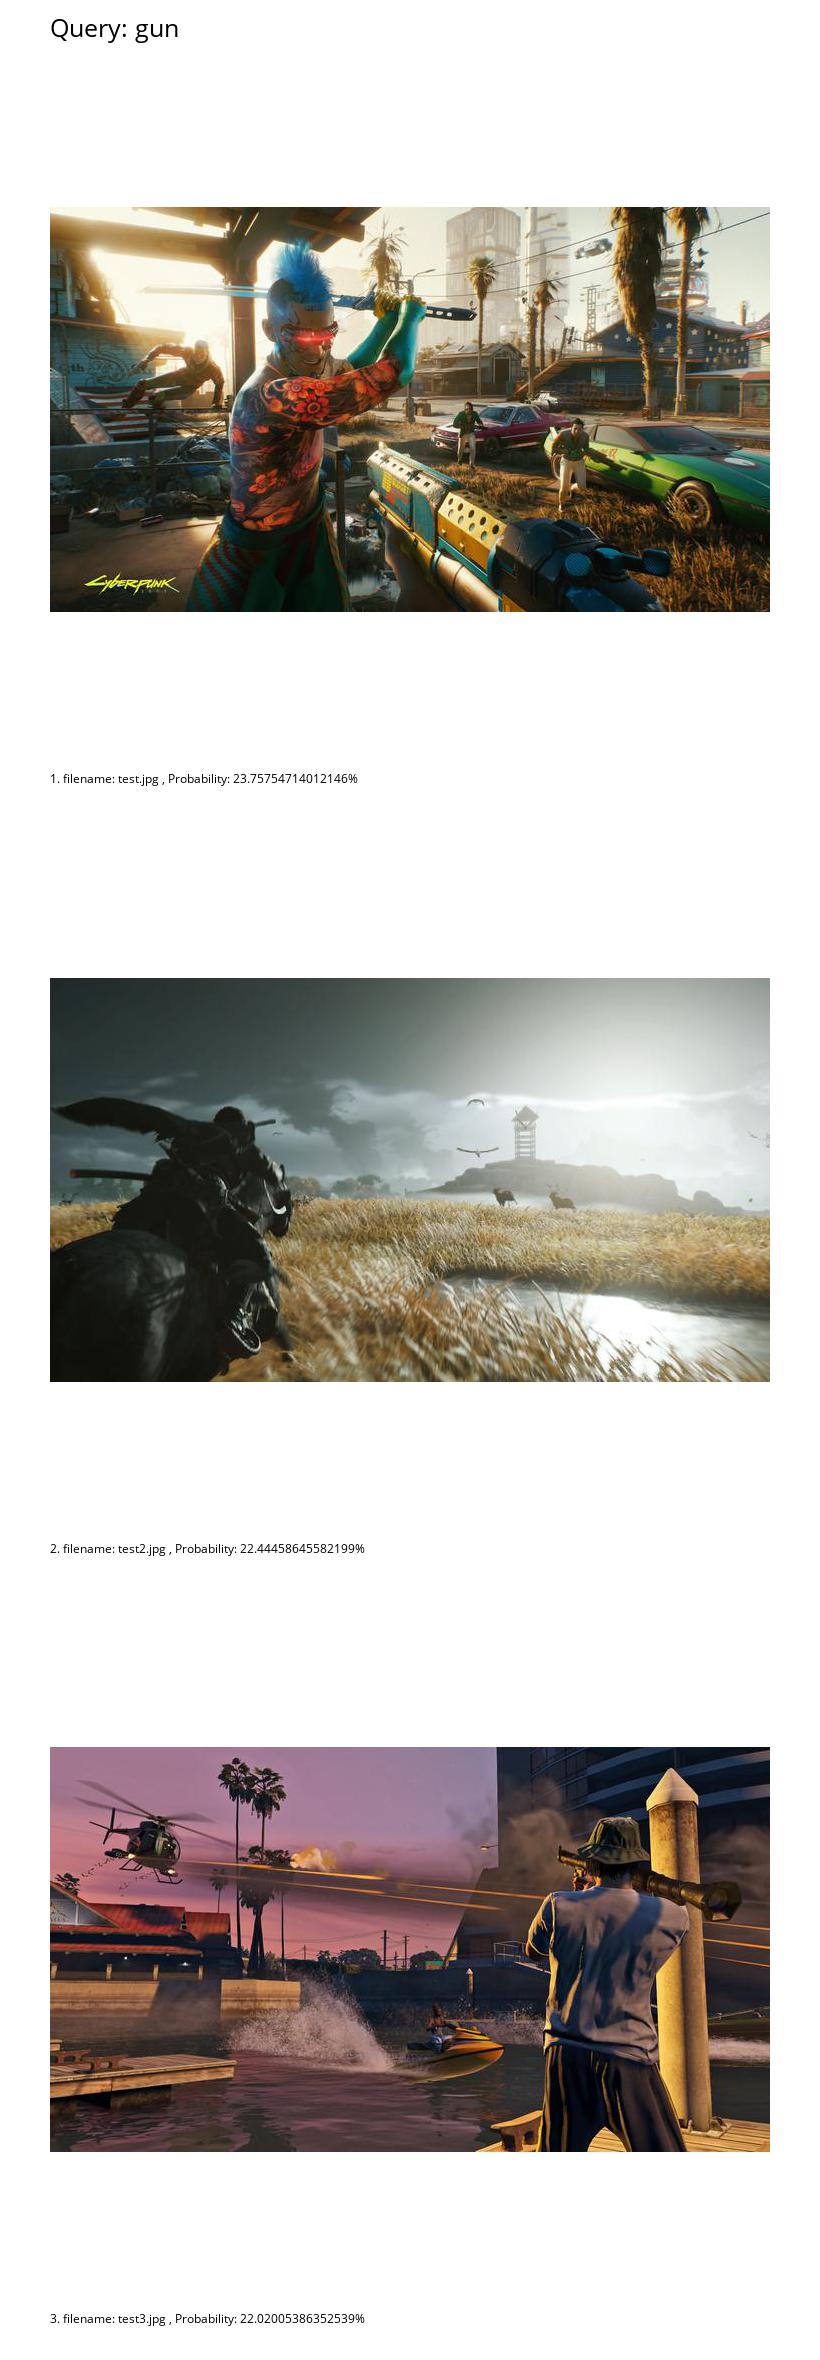 Query: gun
CYBERPUNK
1. filename: test.jpg , Probability: 23.75754714012146%
2. filename: test2.jpg , Probability: 22.44458645582199%
3. filename: test3.jpg , Probability: 22.02005386352539%